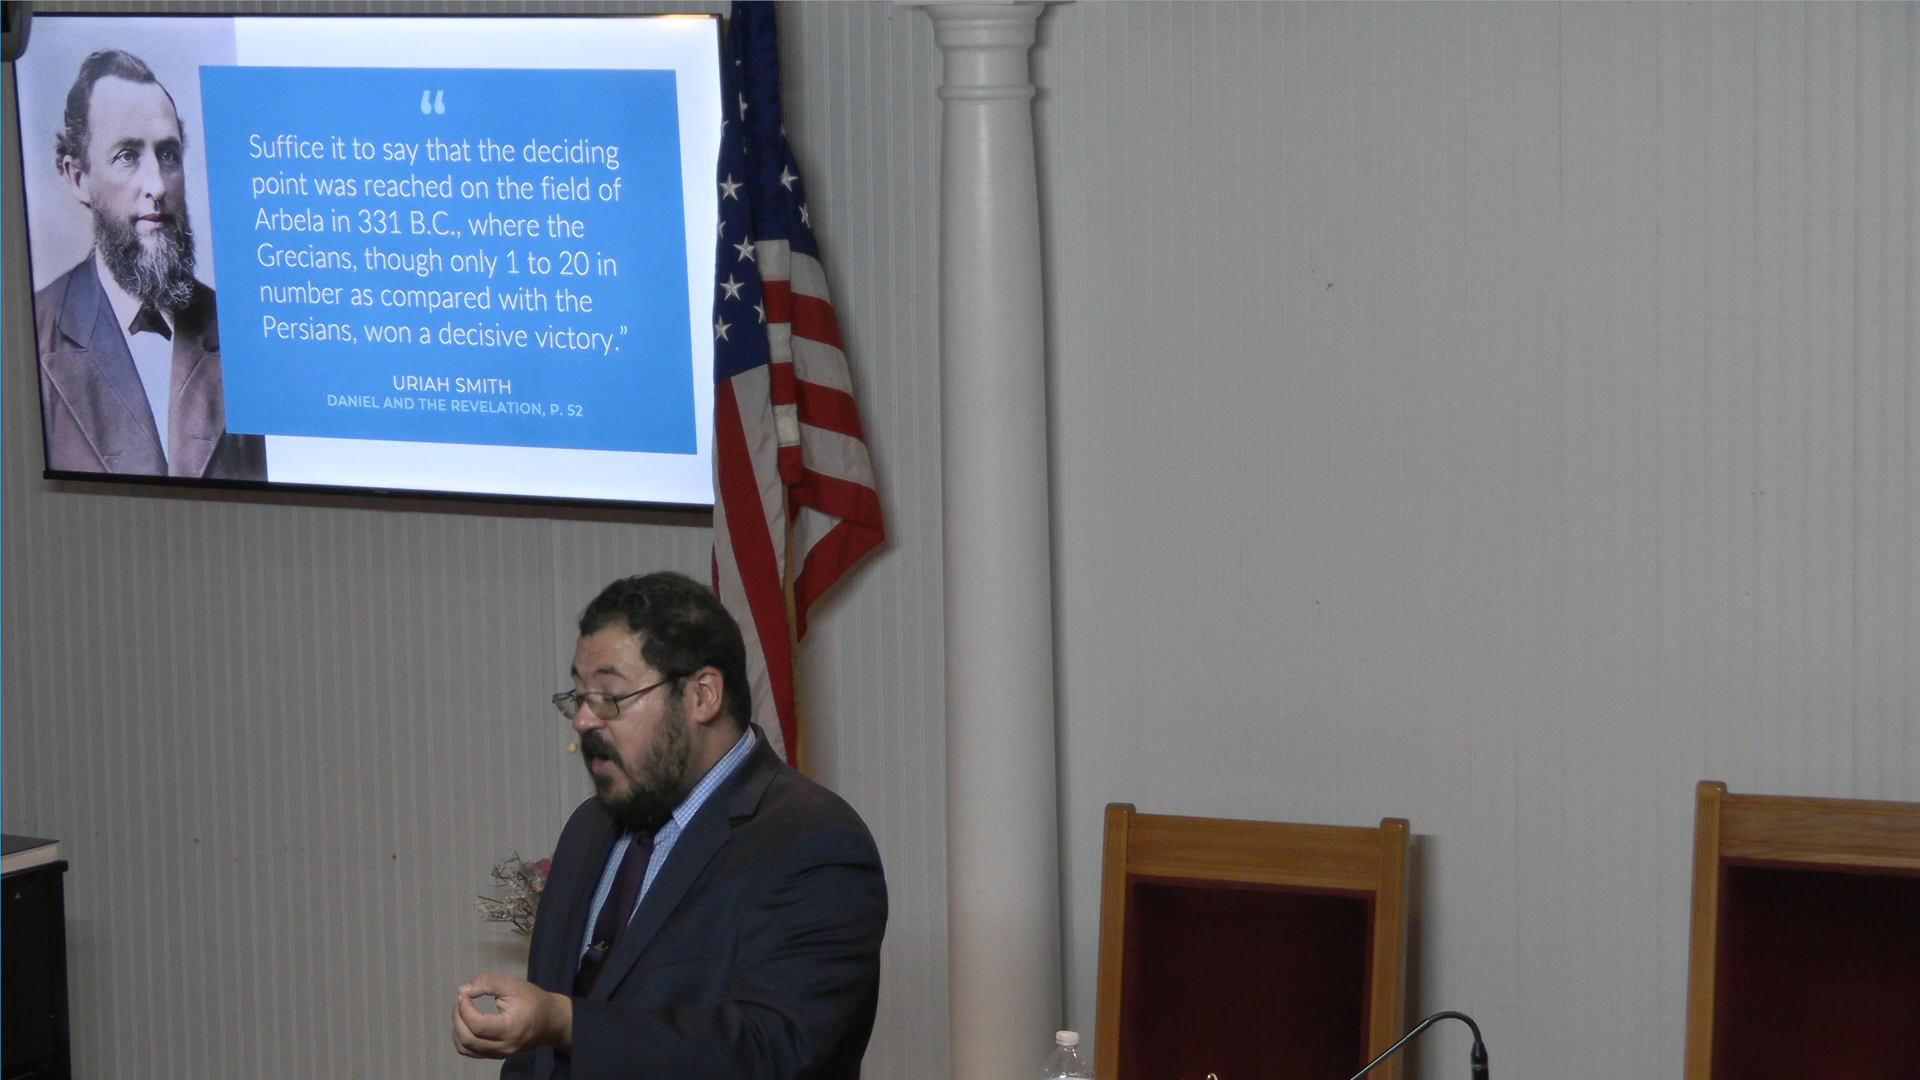 “
Suffice it to say that the deciding
point was reached on the field of
Arbela in 331 B.C., where the
Grecians, though only 1 to 20 in
number as compared with the
Persians, won a decisive victory.”
URIAH SMITH
DANIEL AND THE REVELATION, P. 52